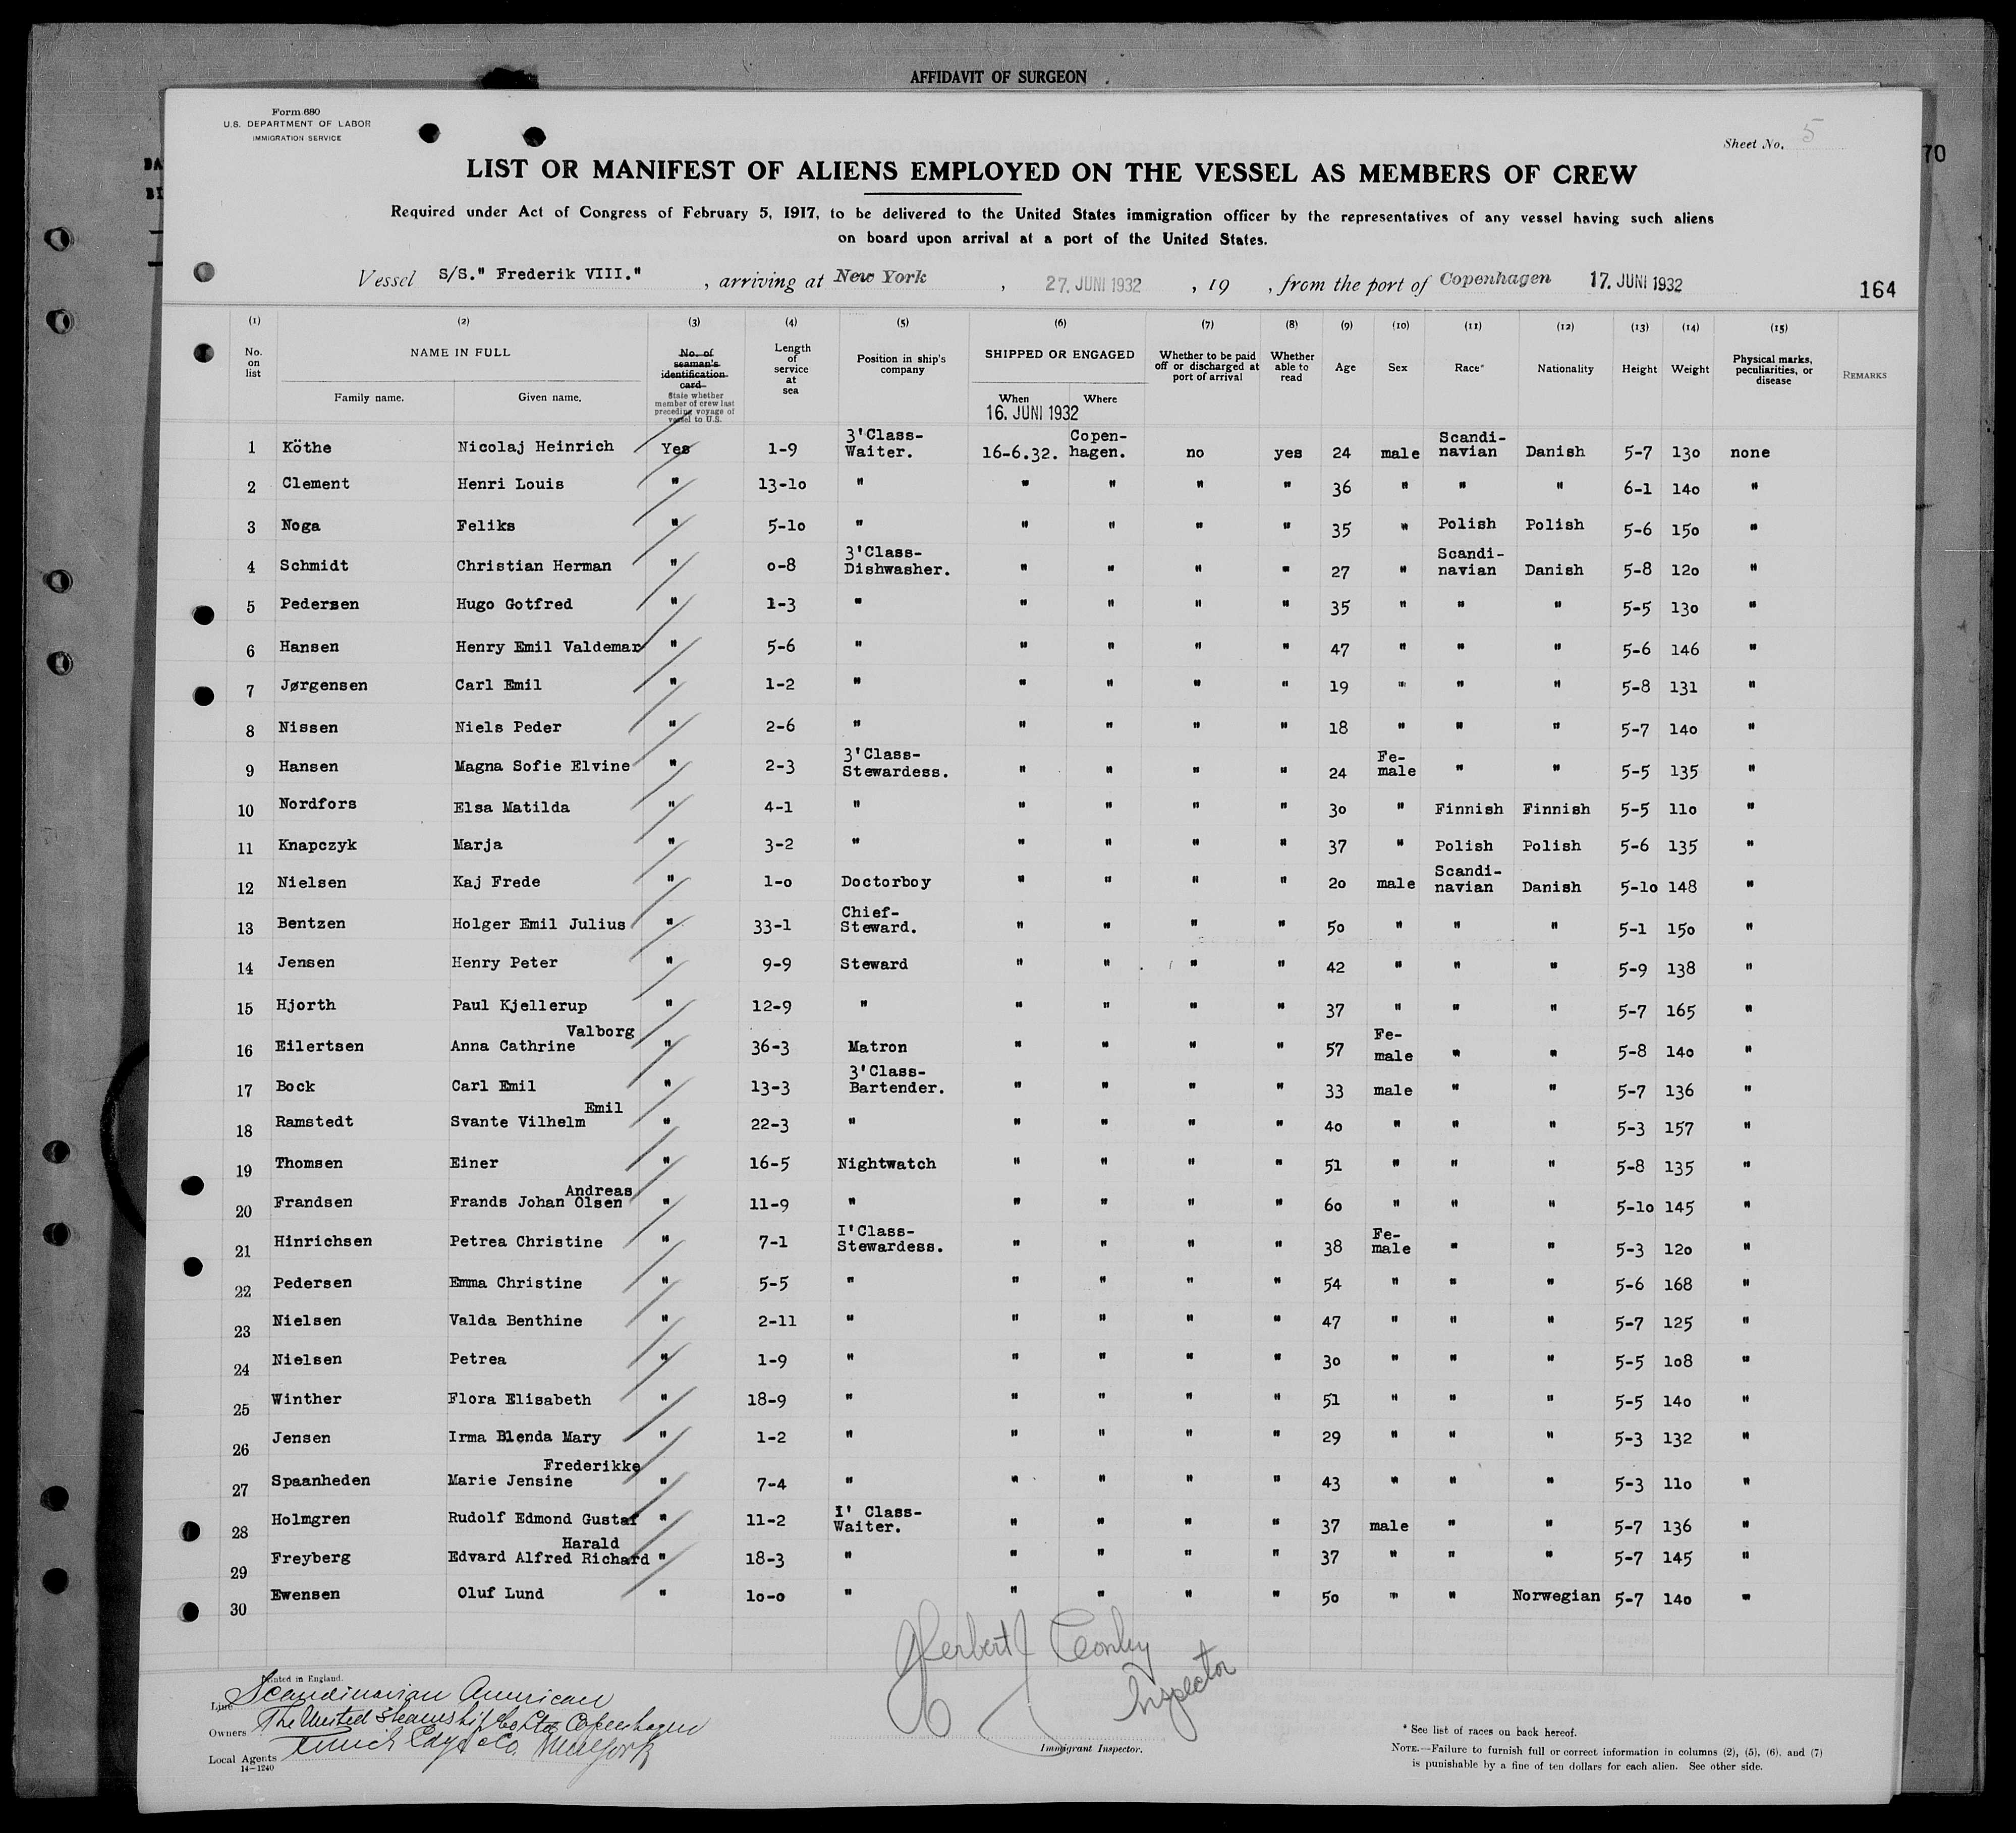 AFFIDAVIT OF SURGEON
Form 680
U.S. DEPARTMENT OF LABOR
IMMIGRATION SERVICE
Sheet No. 5
70
LIST OR MANIFEST OF ALIENS EMPLOYED ON THE VESSEL AS MEMBERS OF CREW
Required under Act of Congress of February 5, 1917, to be delivered to the United States immigration officer by the representatives of any vessel having such aliens
on board upon arrival at a port of the United States.
Vessel S/S." Frederik VIII." , arriving at New York , 27. JUNI 1932 , 19 , from the port of Copenhagen 17. JUNI 1932
164
(1) (2) (3) (4) (5) (6) (7) (8) (9) (10) (11) (12) (13) (14) (15)
No. on list NAME IN FULL Family name. Given name. No. of seaman's identification card State whether member of crew last preceding voyage of vessel to U.S. Length of service at sea Position in ship's company SHIPPED OR ENGAGED When Where Whether to be paid off or discharged at port of arrival Whether able to read Age Sex Race* Nationality Height Weight Physical marks, peculiarities, or disease REMARKS
16. JUNI 1932
1 Köthe Nicolaj Heinrich Yes 1-9 3'Class-Waiter. 16-6.32. Copen-hagen. no yes 24 male Scandi-navian Danish 5-7 130 none
2 Clement Henri Louis " 13-10 " " " " " 36 " " " 6-1 140 "
3 Noga Feliks " 5-10 " " " " " 35 " Polish Polish 5-6 150 "
4 Schmidt Christian Herman " 0-8 3'Class-Dishwasher. " " " " 27 " Scandi-navian Danish 5-8 120 "
5 Pedersen Hugo Gotfred " 1-3 " " " " " 35 " " " 5-5 130 "
6 Hansen Henry Emil Valdemar " 5-6 " " " " " 47 " " " 5-6 146 "
7 Jørgensen Carl Emil " 1-2 " " " " " 19 " " " 5-8 131 "
8 Nissen Niels Peder " 2-6 " " " " " 18 " " " 5-7 140 "
9 Hansen Magna Sofie Elvine " 2-3 3'Class-Stewardess. " " " " 24 Fe-male " " 5-5 135 "
10 Nordfors Elsa Matilda " 4-1 " " " " " 30 " Finnish Finnish 5-5 110 "
11 Knapczyk Marja " 3-2 " " " " " 37 " Polish Polish 5-6 135 "
12 Nielsen Kaj Frede " 1-0 Doctorboy " " " " 20 male Scandi-navian Danish 5-10 148 "
13 Bentzen Holger Emil Julius " 33-1 Chief-Steward. " " " " 50 " " " 5-1 150 "
14 Jensen Henry Peter " 9-9 Steward " " " " 42 " " " 5-9 138 "
15 Hjorth Paul Kjellerup " 12-9 " " " " " 37 " " " 5-7 165 "
16 Eilertsen Anna Cathrine Valborg " 36-3 Matron " " " " 57 Fe-male " " 5-8 140 "
17 Bock Carl Emil " 13-3 3'Class-Bartender. " " " " 33 male " " 5-7 136 "
18 Ramstedt Svante Vilhelm Emil " 22-3 " " " " " 40 " " " 5-3 157 "
19 Thomsen Einer " 16-5 Nightwatch " " " " 51 " " " 5-8 135 "
20 Frandsen Frands Johan Olsen Andreas " 11-9 " " " " " 60 " " " 5-10 145 "
21 Hinrichsen Petrea Christine " 7-1 I'Class-Stewardess. " " " " 38 Fe-male " " 5-3 120 "
22 Pedersen Emma Christine " 5-5 " " " " " 54 " " " 5-6 168 "
23 Nielsen Valda Benthine " 2-11 " " " " " 47 " " " 5-7 125 "
24 Nielsen Petrea " 1-9 " " " " " 30 " " " 5-5 108 "
25 Winther Flora Elisabeth " 18-9 " " " " " 51 " " " 5-5 140 "
26 Jensen Irma Blenda Mary " 1-2 " " " " " 29 " " " 5-3 132 "
27 Spaanheden Marie Jensine Frederikke " 7-4 " " " " " 43 " " " 5-3 110 "
28 Holmgren Rudolf Edmond Gustaf " 11-2 I' Class-Waiter. " " " " 37 male " " 5-7 136 "
29 Freyberg Edvard Alfred Richard Harald " 18-3 " " " " " 37 " " " 5-7 145 "
30 Ewensen Oluf Lund " 10-0 " " " " " 50 " " Norwegian 5-7 140 "
Herbert J Conley
Inspector
Immigrant Inspector.
Printed in England.
Line Scandinavian American
Owners The United Steamship Co Ltd Copenhagen
Local Agents Funch Edye & Co. New York
14-1240
* See list of races on back hereof.
NOTE.—Failure to furnish full or correct information in columns (2), (5), (6), and (7)
is punishable by a fine of ten dollars for each alien. See other side.